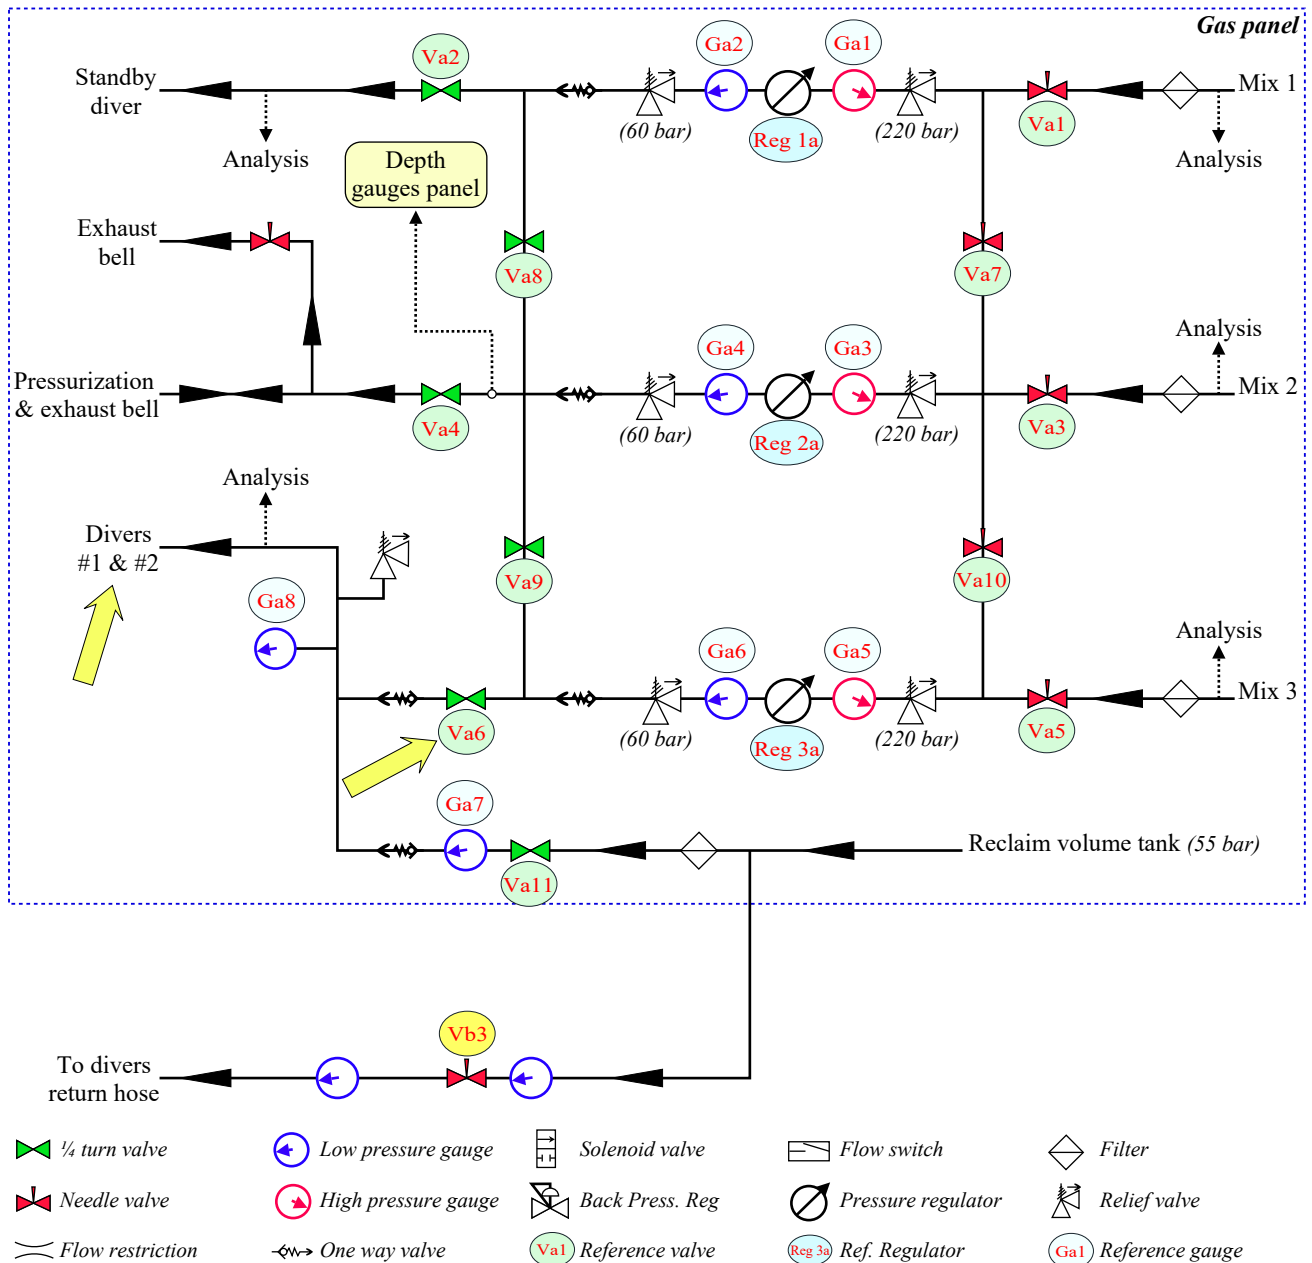 Gas panel
Standby
diver
Va2
Ga2
Ga1
Mix 1
(60 bar)
Reg 1a
(220 bar)
Va1
Analysis
Analysis
Depth
gauges panel
Exhaust
bell
Va8
Va7
Analysis
Ga4
Ga3
Pressurization
& exhaust bell
Mix 2
Va4
(60 bar)
Reg 2a
(220 bar)
Va3
Analysis
Divers
#1 & #2
Va9
Va10
Ga8
Analysis
Ga6
Ga5
Mix 3
Va6
(60 bar)
Reg 3a
(220 bar)
Va5
Ga7
Reclaim volume tank (55 bar)
Va11
Vb3
To divers
return hose
¼ turn valve
Low pressure gauge
Solenoid valve
Flow switch
Filter
Needle valve
High pressure gauge
Back Press. Reg
Pressure regulator
Relief valve
Flow restriction
One way valve
Va1
Reference valve
Reg 3a
Ref. Regulator
Ga1
Reference gauge